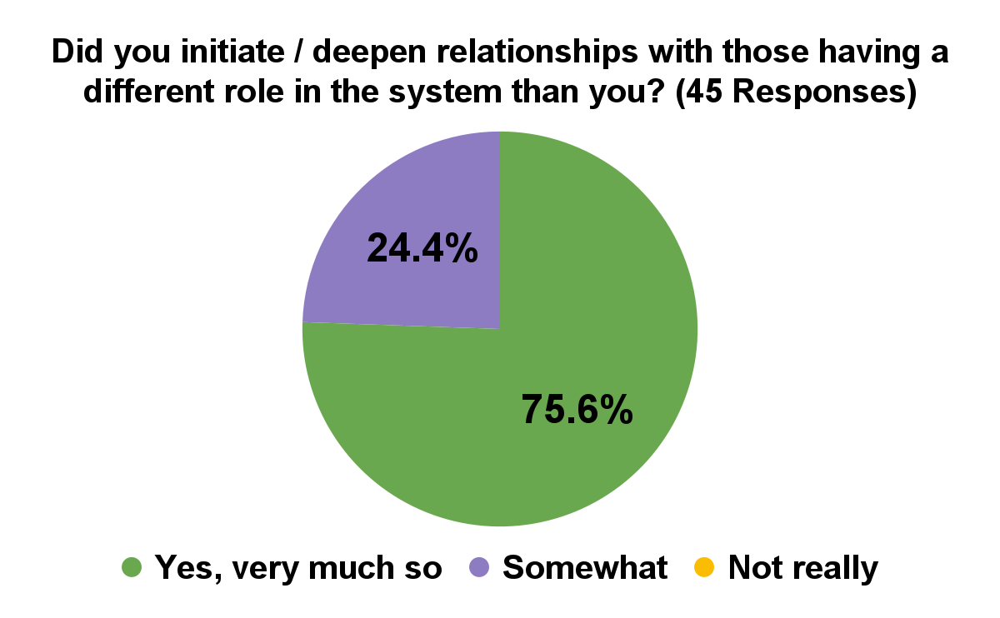 Did you initiate / deepen relationships with those having a
different role in the system than you? (45 Responses)
24.4%
75.6%
Yes, very much so Somewhat Not really